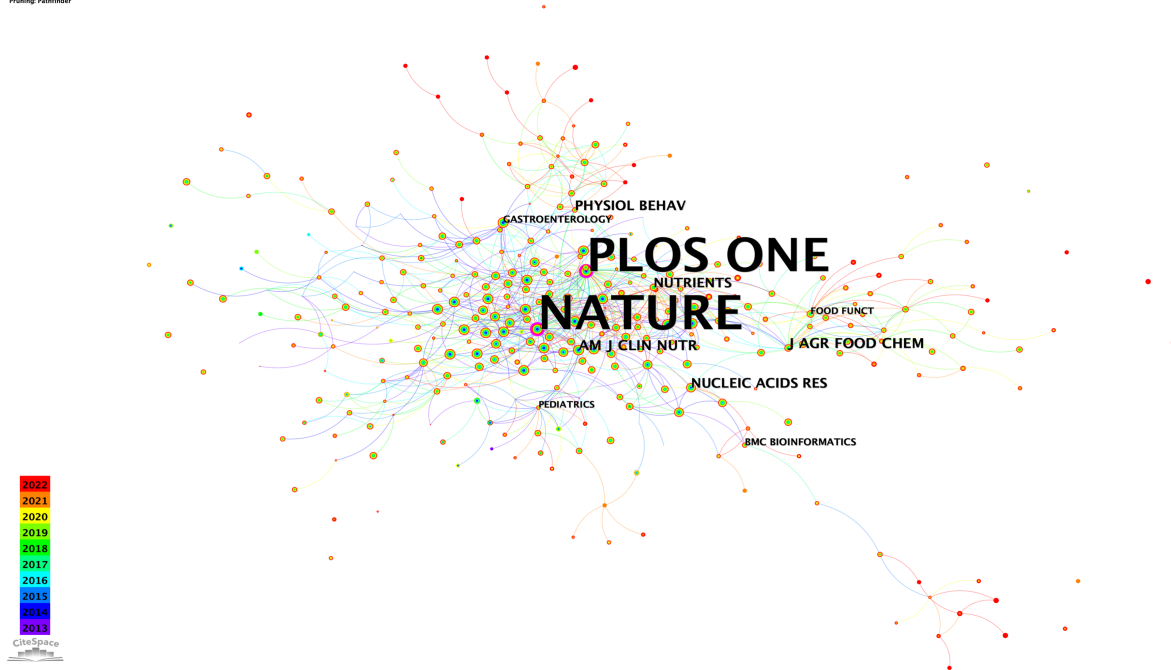 Pruning: Pathfinder
PHYSIOL BEHAV
GASTROENTEROLOGY
PLOS ONE
NUTRIENTS
NATURE
FOOD FUNCT
AM J CLIN NUTR
J AGR FOOD CHEM
NUCLEIC ACIDS RES
PEDIATRICS
BMC BIOINFORMATICS
2022
2021
2020
2019
2018
2017
2016
2015
2014
2013
CiteSpace